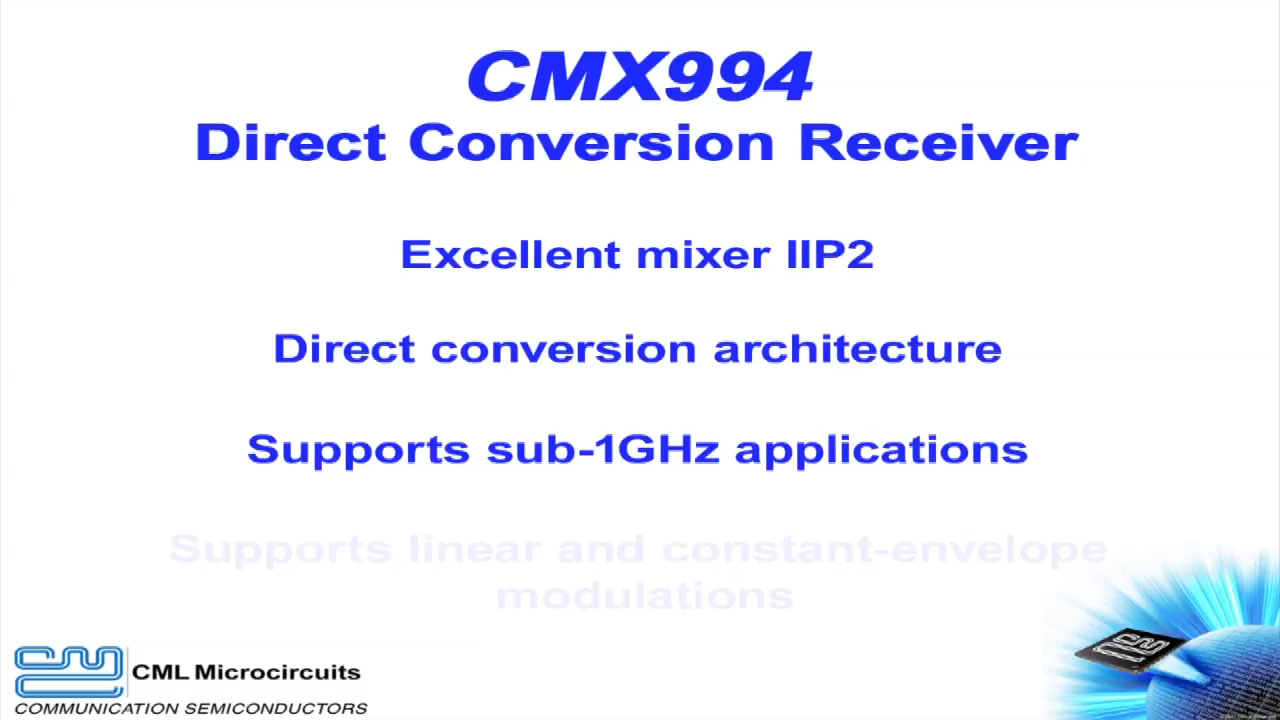 CMX994
Direct Conversion Receiver
Excellent mixer IIP2
Direct conversion architecture
Supports sub-1GHz applications
Supports linear and constant-envelope
modulations
CML Microcircuits
COMMUNICATION SEMICONDUCTORS